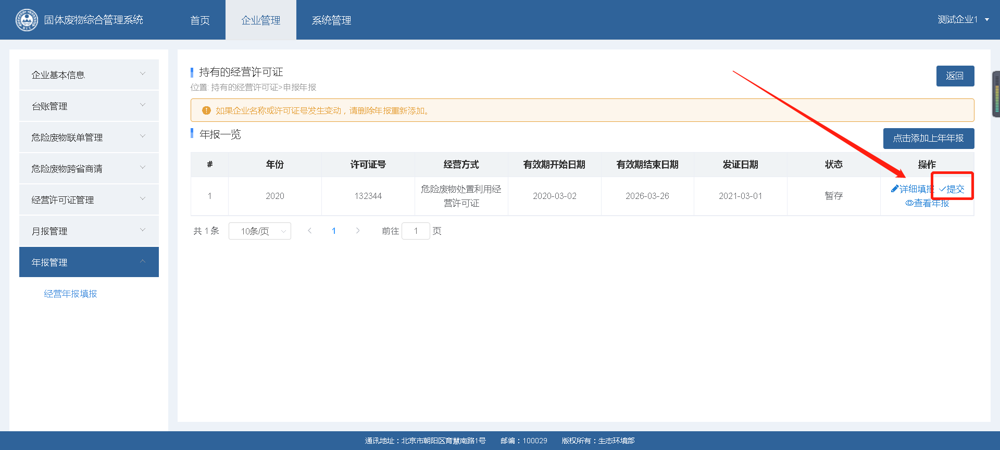 固体废物综合管理系统 首页 企业管理 系统管理 测试企业1
企业基本信息
台账管理
危险废物联单管理
危险废物跨省商请
经营许可证管理
月报管理
年报管理
经营年报填报
持有的经营许可证
返回
位置: 持有的经营许可证>申报年报
如果企业名称或许可证号发生变动，请删除年报重新添加。
年报一览
点击添加上年年报
# 年份 许可证号 经营方式 有效期开始日期 有效期结束日期 发证日期 状态 操作
1 2020 132344 危险废物处置利用经营许可证 2020-03-02 2026-03-26 2021-03-01 暂存 详细填报 提交
查看年报
共 1 条 10条/页 1 前往 1 页
通讯地址：北京市朝阳区育慧南路1号 邮编：100029 版权所有：生态环境部